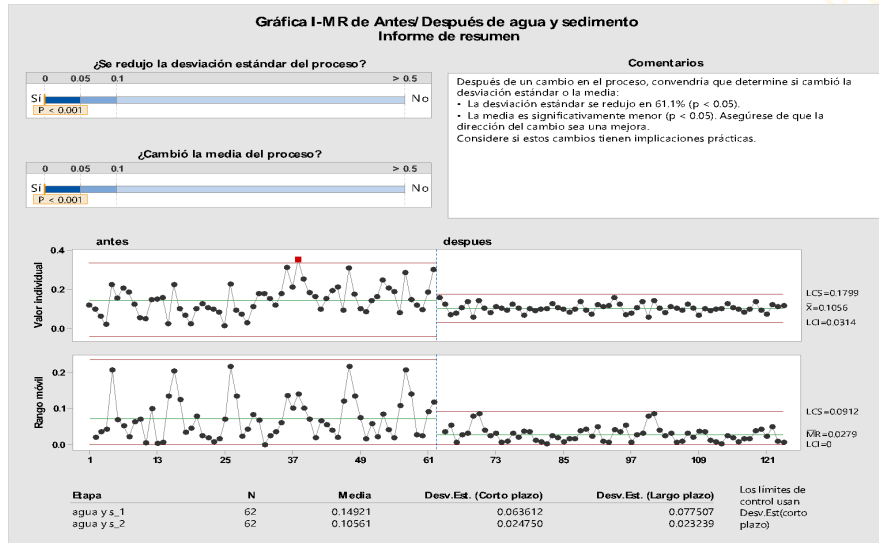 Gráfica I-MR de Antes/Después de agua y sedimento
Informe de resumen
¿Se redujo la desviación estándar del proceso?
0 0.05 0.1 > 0.5
Sí No
P < 0.001
¿Cambió la media del proceso?
0 0.05 0.1 > 0.5
Sí No
P < 0.001
Comentarios
Después de un cambio en el proceso, convendría que determine si cambió la
desviación estándar o la media:
• La desviación estándar se redujo en 61.1% (p < 0.05).
• La media es significativamente menor (p < 0.05). Asegúrese de que la
dirección del cambio sea una mejora.
Considere si estos cambios tienen implicaciones prácticas.
antes despues
Valor individual
0.4
0.2
0.0
LCS=0.1799
X̄=0.1056
LCI=0.0314
Rango móvil
0.2
0.1
0.0
LCS=0.0912
M̄R̄=0.0279
LCI=0
1 13 25 37 49 61 73 85 97 109 121
Etapa N Media Desv.Est. (Corto plazo) Desv.Est. (Largo plazo)
agua y s_1 62 0.14921 0.063612 0.077507
agua y s_2 62 0.10561 0.024750 0.023239
Los límites de
control usan
Desv.Est(corto
plazo)